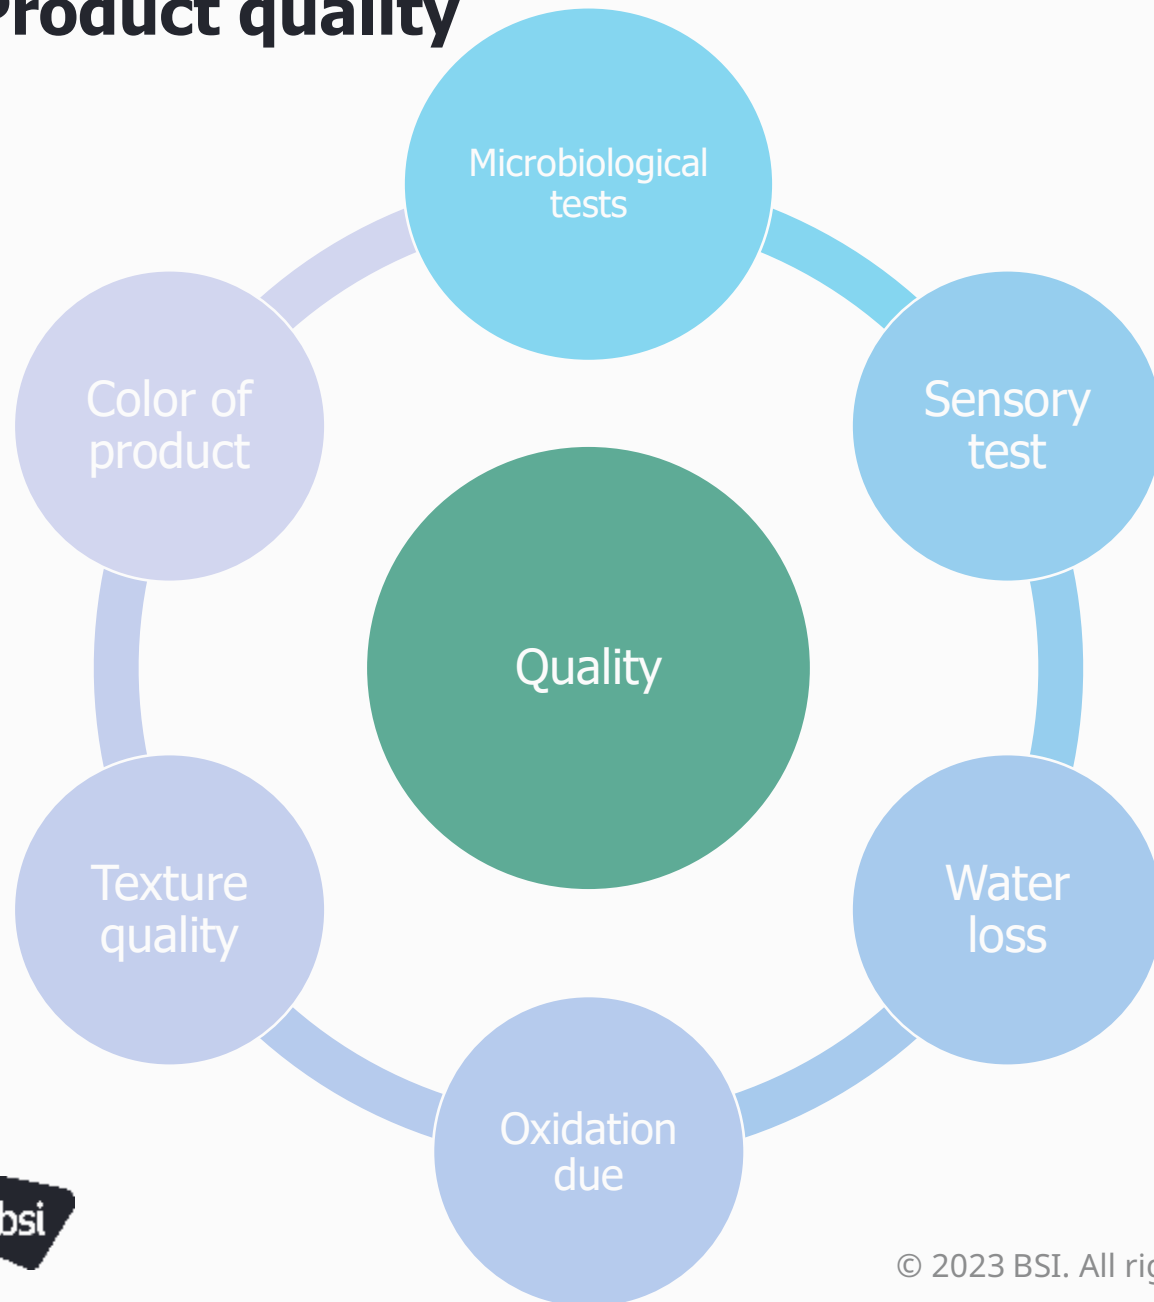 Product quality
Microbiological
tests
Sensory
test
Water
loss
Oxidation
due
Texture
quality
Color of
product
Quality
bsi
© 2023 BSI. All